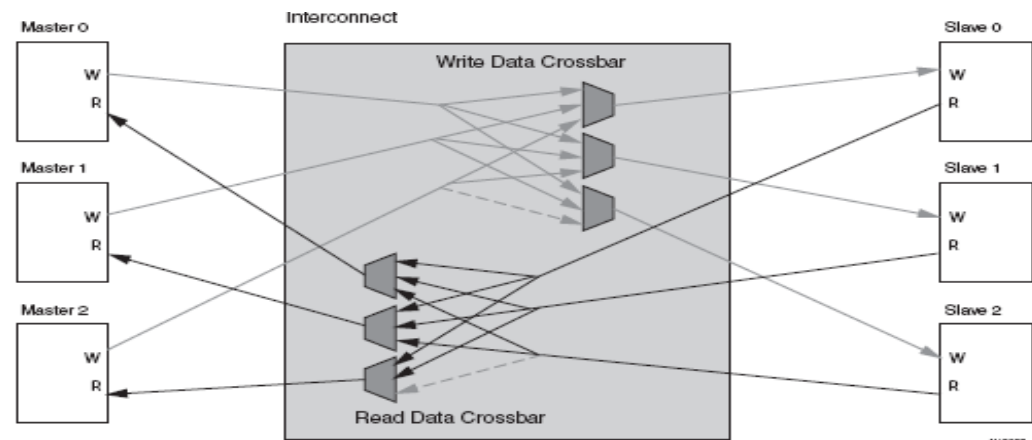 Interconnect
Master 0
Slave 0
Write Data Crossbar
W
R
W
R
Master 1
Slave 1
W
R
W
R
Master 2
Slave 2
W
R
W
R
Read Data Crossbar